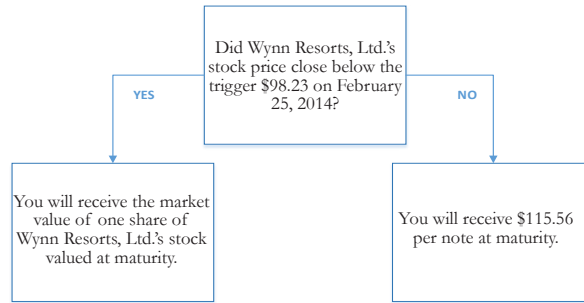 Did Wynn Resorts, Ltd.'s
stock price close below the
trigger $98.23 on February
25, 2014?
YES
NO
You will receive the market
value of one share of
Wynn Resorts, Ltd.'s stock
valued at maturity.
You will receive $115.56
per note at maturity.